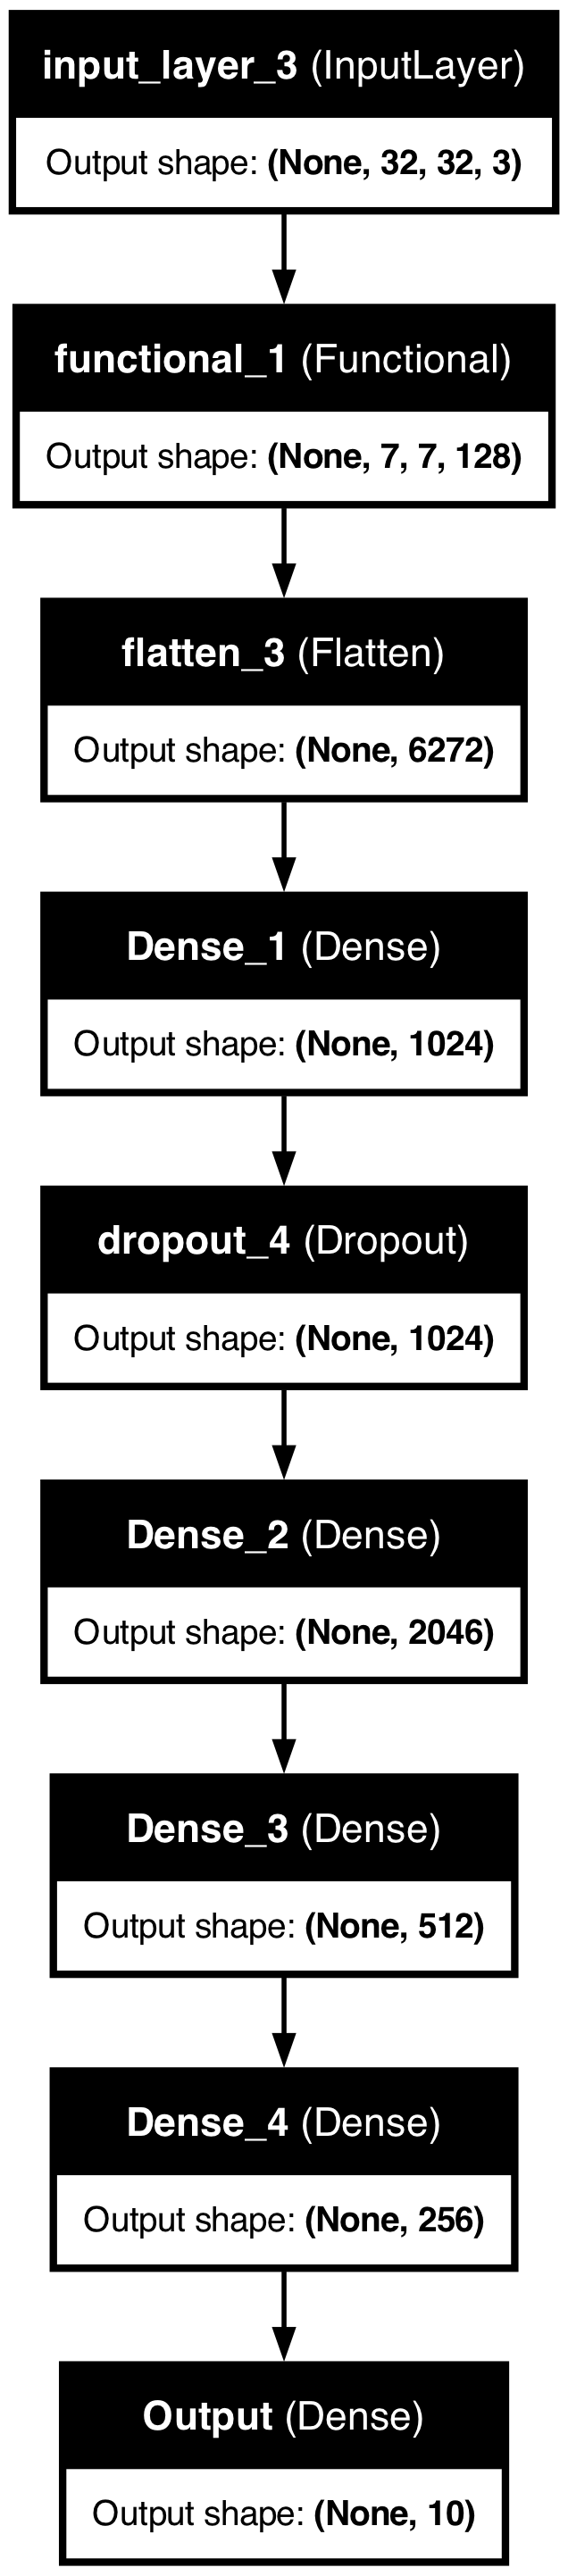 input_layer_3 (InputLayer)
Output shape: (None, 32, 32, 3)
functional_1 (Functional)
Output shape: (None, 7, 7, 128)
flatten_3 (Flatten)
Output shape: (None, 6272)
Dense_1 (Dense)
Output shape: (None, 1024)
dropout_4 (Dropout)
Output shape: (None, 1024)
Dense_2 (Dense)
Output shape: (None, 2046)
Dense_3 (Dense)
Output shape: (None, 512)
Dense_4 (Dense)
Output shape: (None, 256)
Output (Dense)
Output shape: (None, 10)